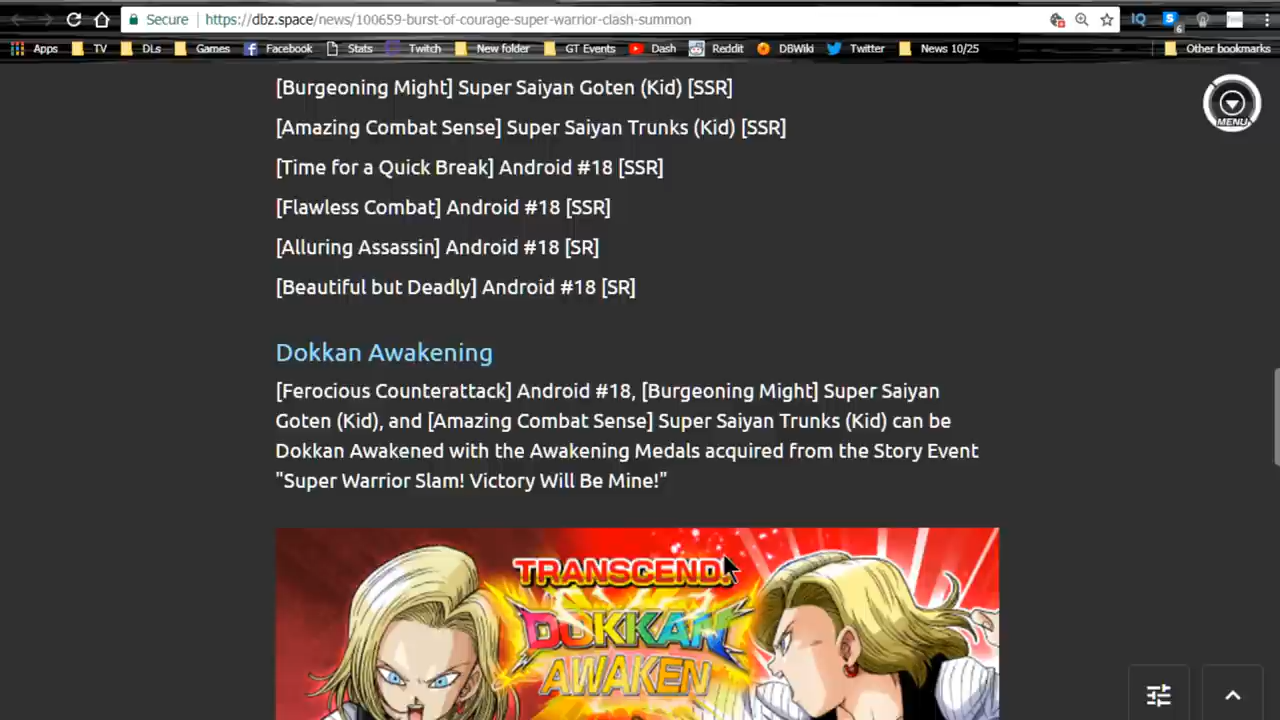 Secure https://dbz.space/news/100659-burst-of-courage-super-warrior-clash-summon IQ 6
Apps TV DLs Games Facebook Stats Twitch New folder GT Events Dash Reddit DBWiki Twitter News 10/25 Other bookmarks
[Burgeoning Might] Super Saiyan Goten (Kid) [SSR]
MENU
[Amazing Combat Sense] Super Saiyan Trunks (Kid) [SSR]
[Time for a Quick Break] Android #18 [SSR]
[Flawless Combat] Android #18 [SSR]
[Alluring Assassin] Android #18 [SR]
[Beautiful but Deadly] Android #18 [SR]
Dokkan Awakening
[Ferocious Counterattack] Android #18, [Burgeoning Might] Super Saiyan
Goten (Kid), and [Amazing Combat Sense] Super Saiyan Trunks (Kid) can be
Dokkan Awakened with the Awakening Medals acquired from the Story Event
"Super Warrior Slam! Victory Will Be Mine!"
TRANSCEND!
DOKKAN
AWAKEN